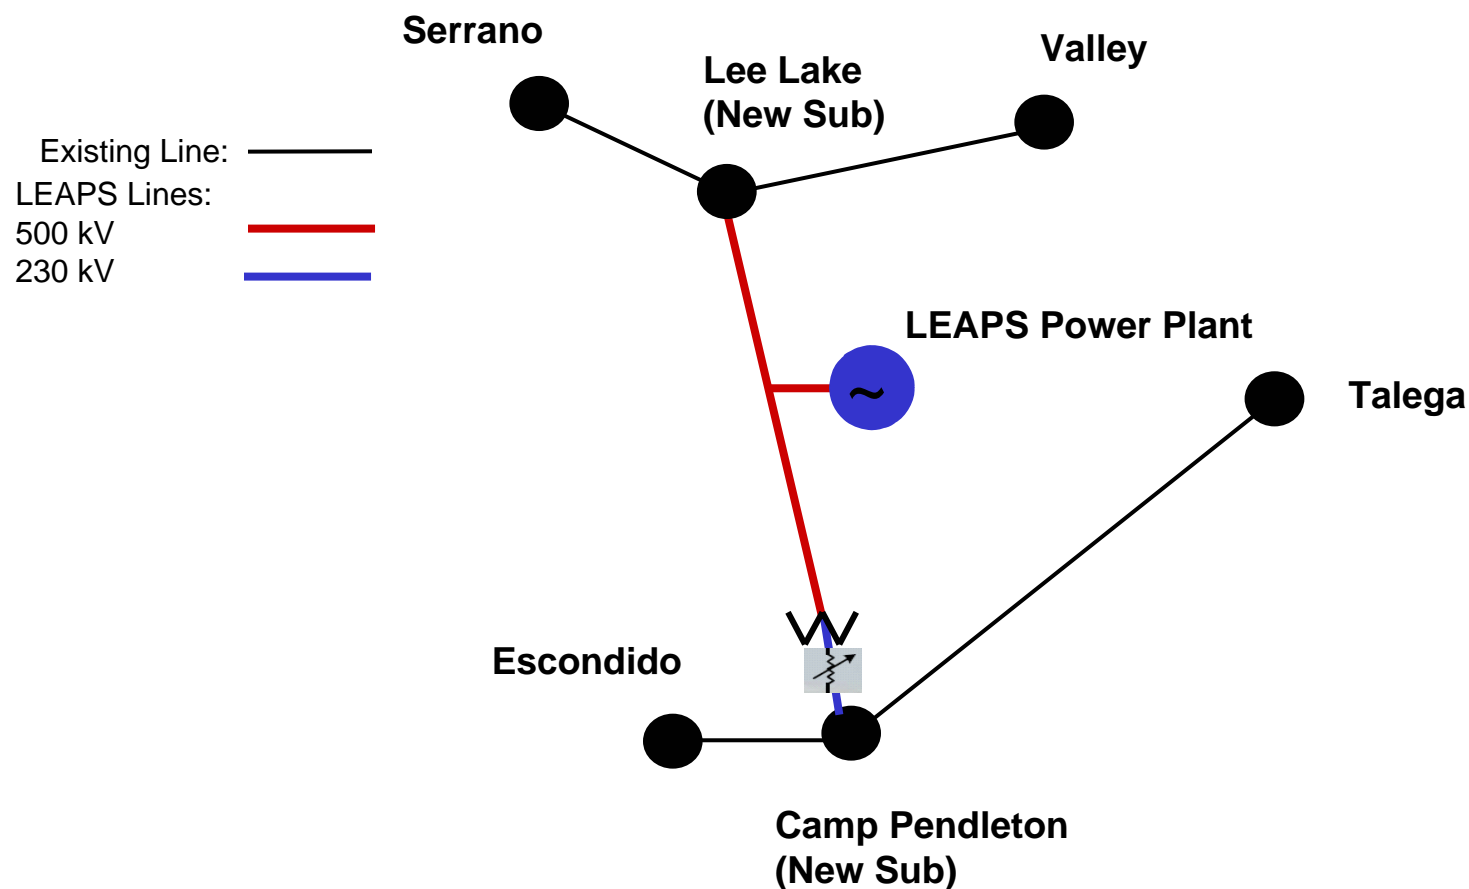 Serrano
Valley
Lee Lake
(New Sub)
Existing Line:
LEAPS Lines:
500 kV
230 kV
LEAPS Power Plant
~
Talega
Escondido
Camp Pendleton
(New Sub)